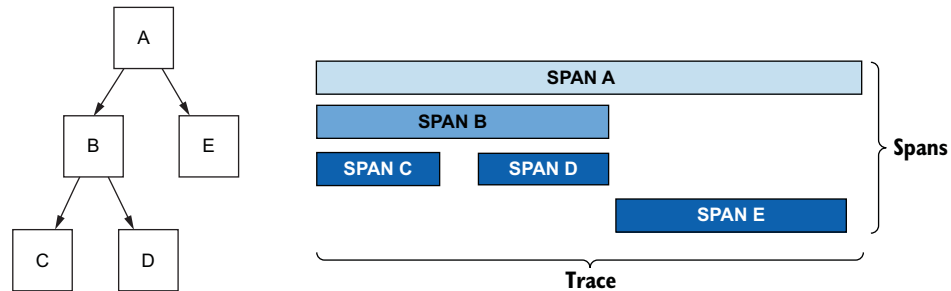 A
B
E
C
D
SPAN A
SPAN B
SPAN C
SPAN D
SPAN E
Spans
Trace